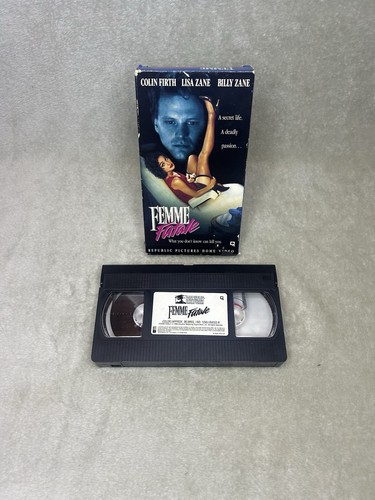 COLIN FIRTH LISA ZANE BILLY ZANE
A secret life.
A deadly
passion...
FEMME
Fatale
What you don't know can kill you.
REPUBLIC PICTURES HOME VIDEO
FEMME
Fatale